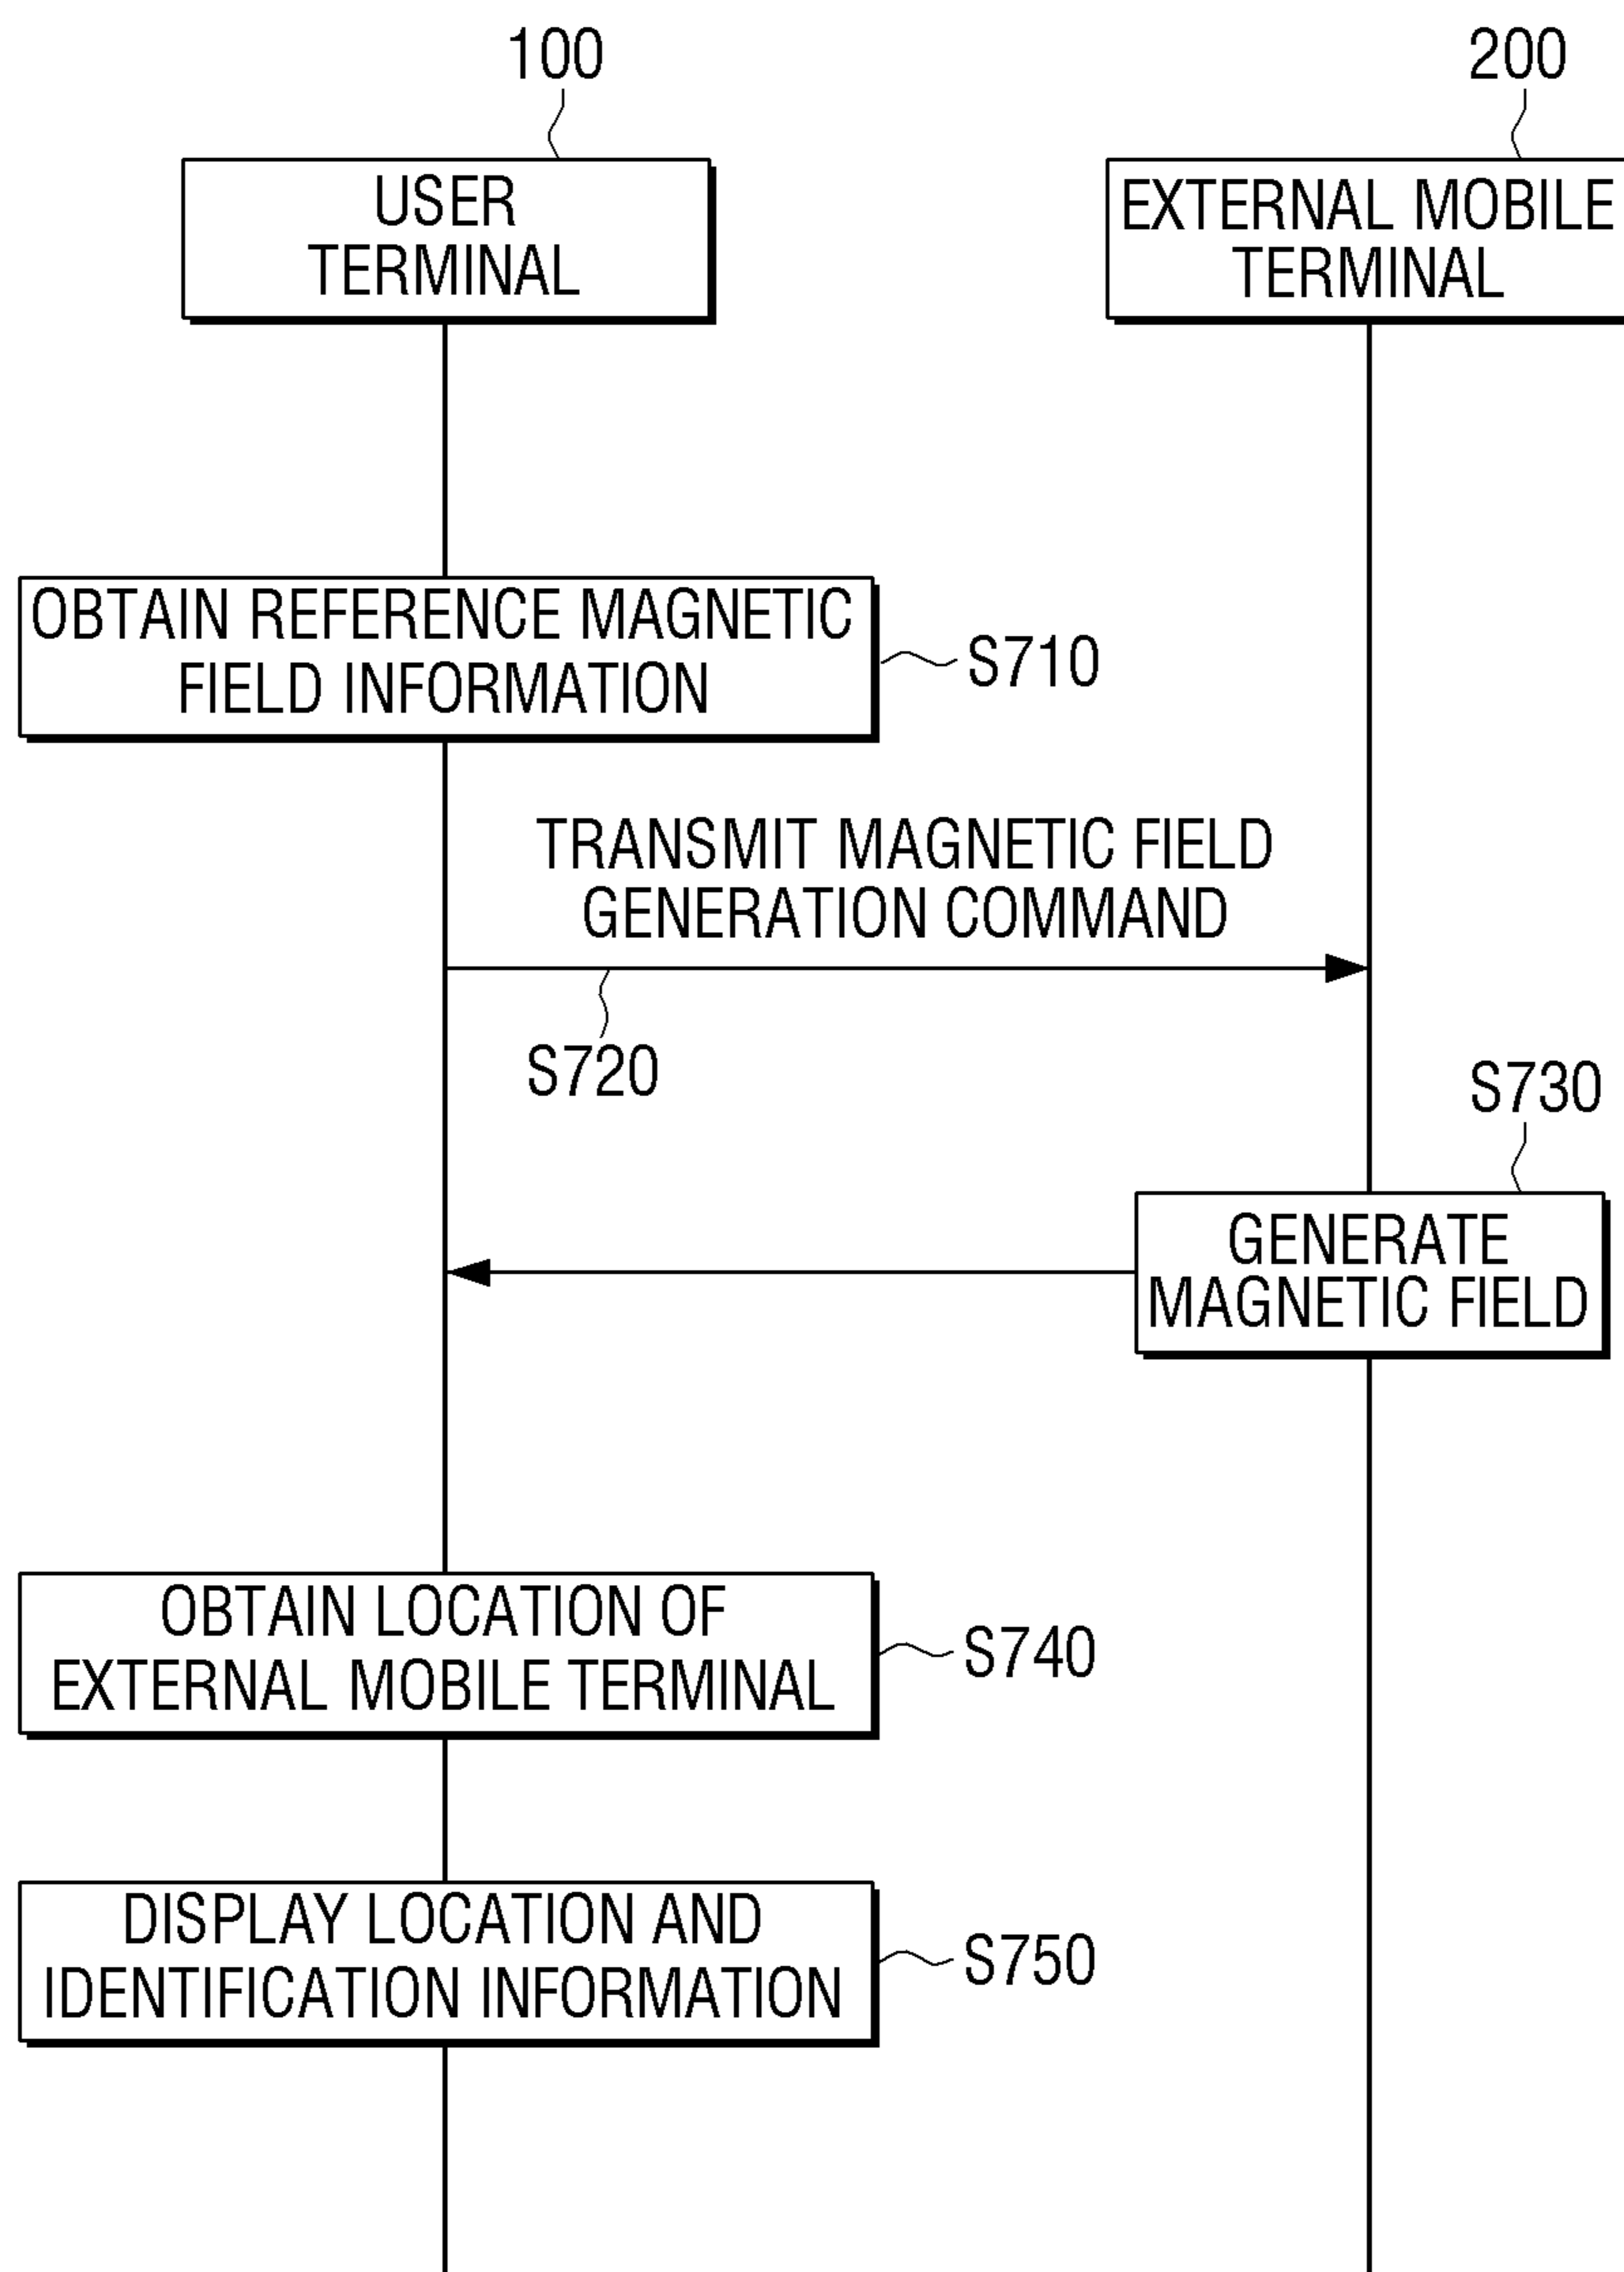 100
200
USER
TERMINAL
EXTERNAL MOBILE
TERMINAL
OBTAIN REFERENCE MAGNETIC
FIELD INFORMATION
S710
TRANSMIT MAGNETIC FIELD
GENERATION COMMAND
S720
S730
GENERATE
MAGNETIC FIELD
OBTAIN LOCATION OF
EXTERNAL MOBILE TERMINAL
S740
DISPLAY LOCATION AND
IDENTIFICATION INFORMATION
S750